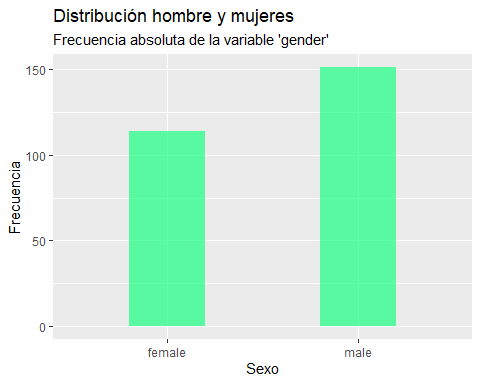 Distribución hombre y mujeres
Frecuencia absoluta de la variable 'gender'
Frecuencia
150
100
50
0
female
male
Sexo